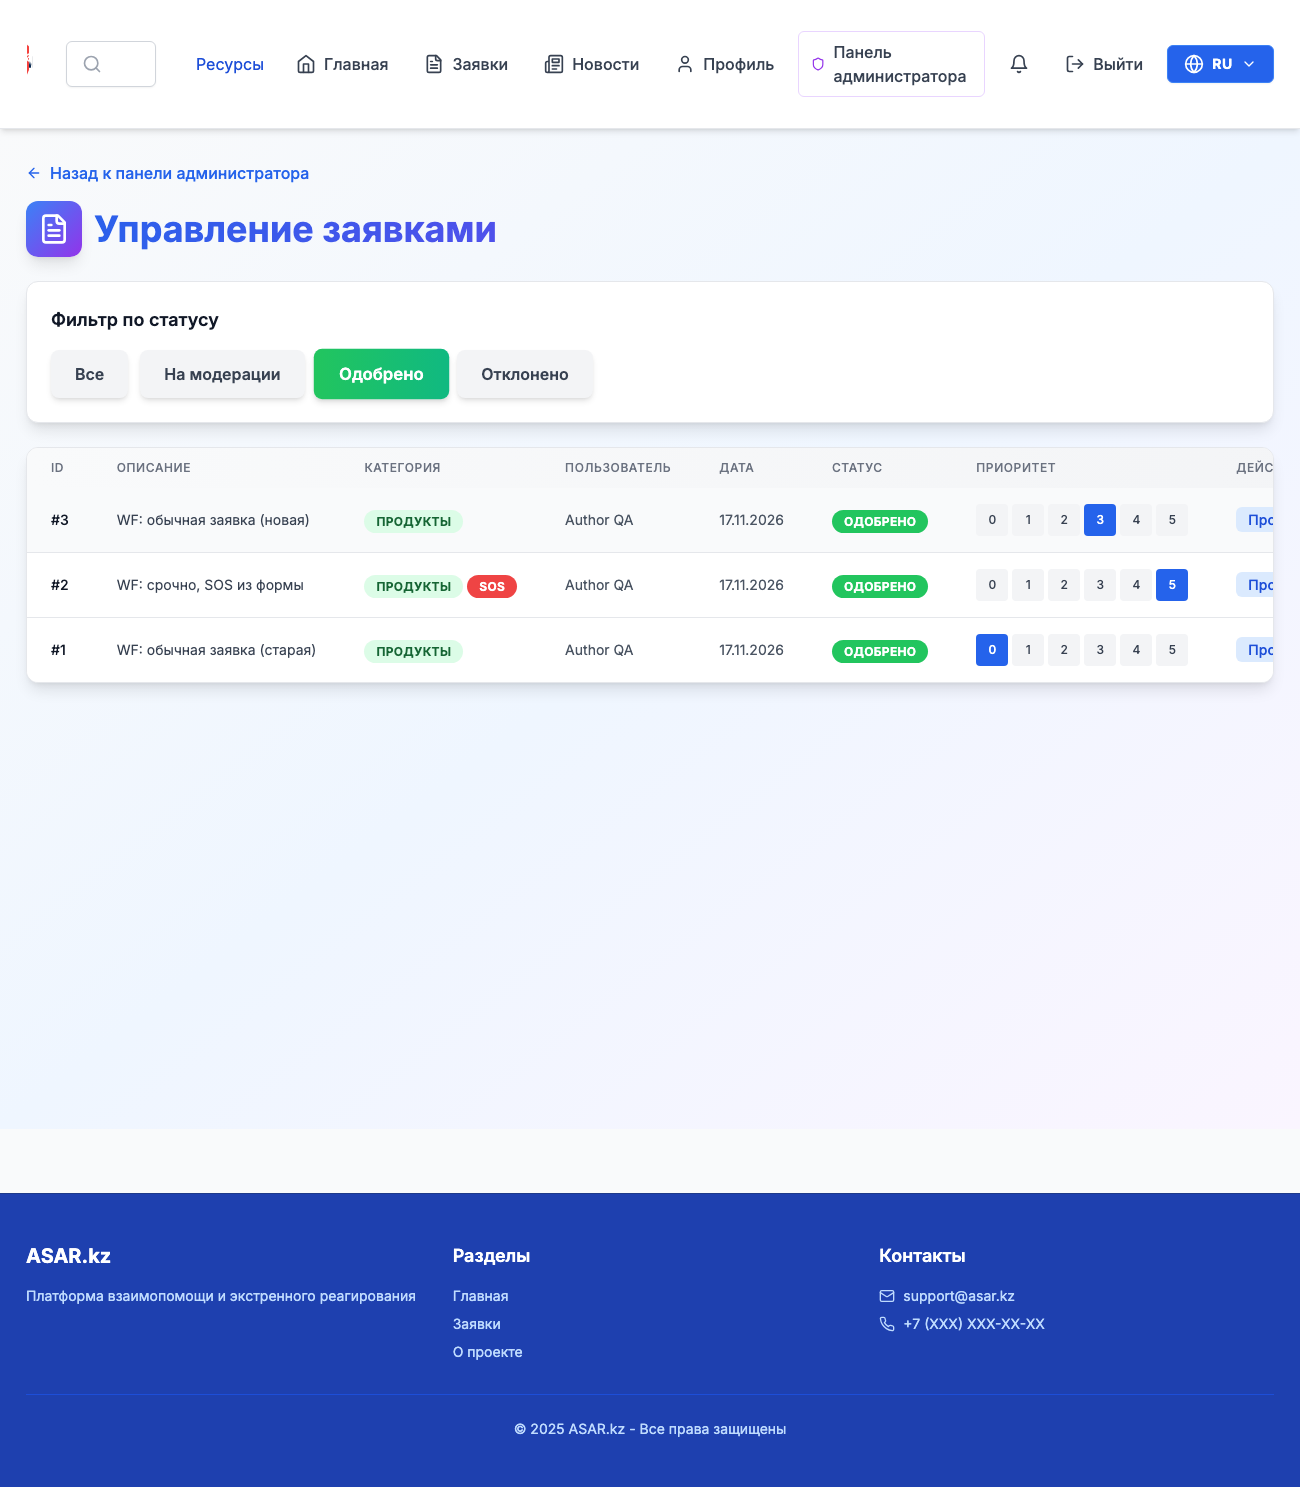 Ресурсы
Главная
Заявки
Новости
Профиль
Панель
администратора
Выйти
RU
Назад к панели администратора
Управление заявками
Фильтр по статусу
Все
На модерации
Одобрено
Отклонено
ID ОПИСАНИЕ КАТЕГОРИЯ ПОЛЬЗОВАТЕЛЬ ДАТА СТАТУС ПРИОРИТЕТ ДЕЙС
#3 WF: обычная заявка (новая) ПРОДУКТЫ Author QA 17.11.2026 ОДОБРЕНО 0 1 2 3 4 5 Про
#2 WF: срочно, SOS из формы ПРОДУКТЫ SOS Author QA 17.11.2026 ОДОБРЕНО 0 1 2 3 4 5 Про
#1 WF: обычная заявка (старая) ПРОДУКТЫ Author QA 17.11.2026 ОДОБРЕНО 0 1 2 3 4 5 Про
ASAR.kz
Платформа взаимопомощи и экстренного реагирования
Разделы
Главная
Заявки
О проекте
Контакты
support@asar.kz
+7 (XXX) XXX-XX-XX
© 2025 ASAR.kz - Все права защищены